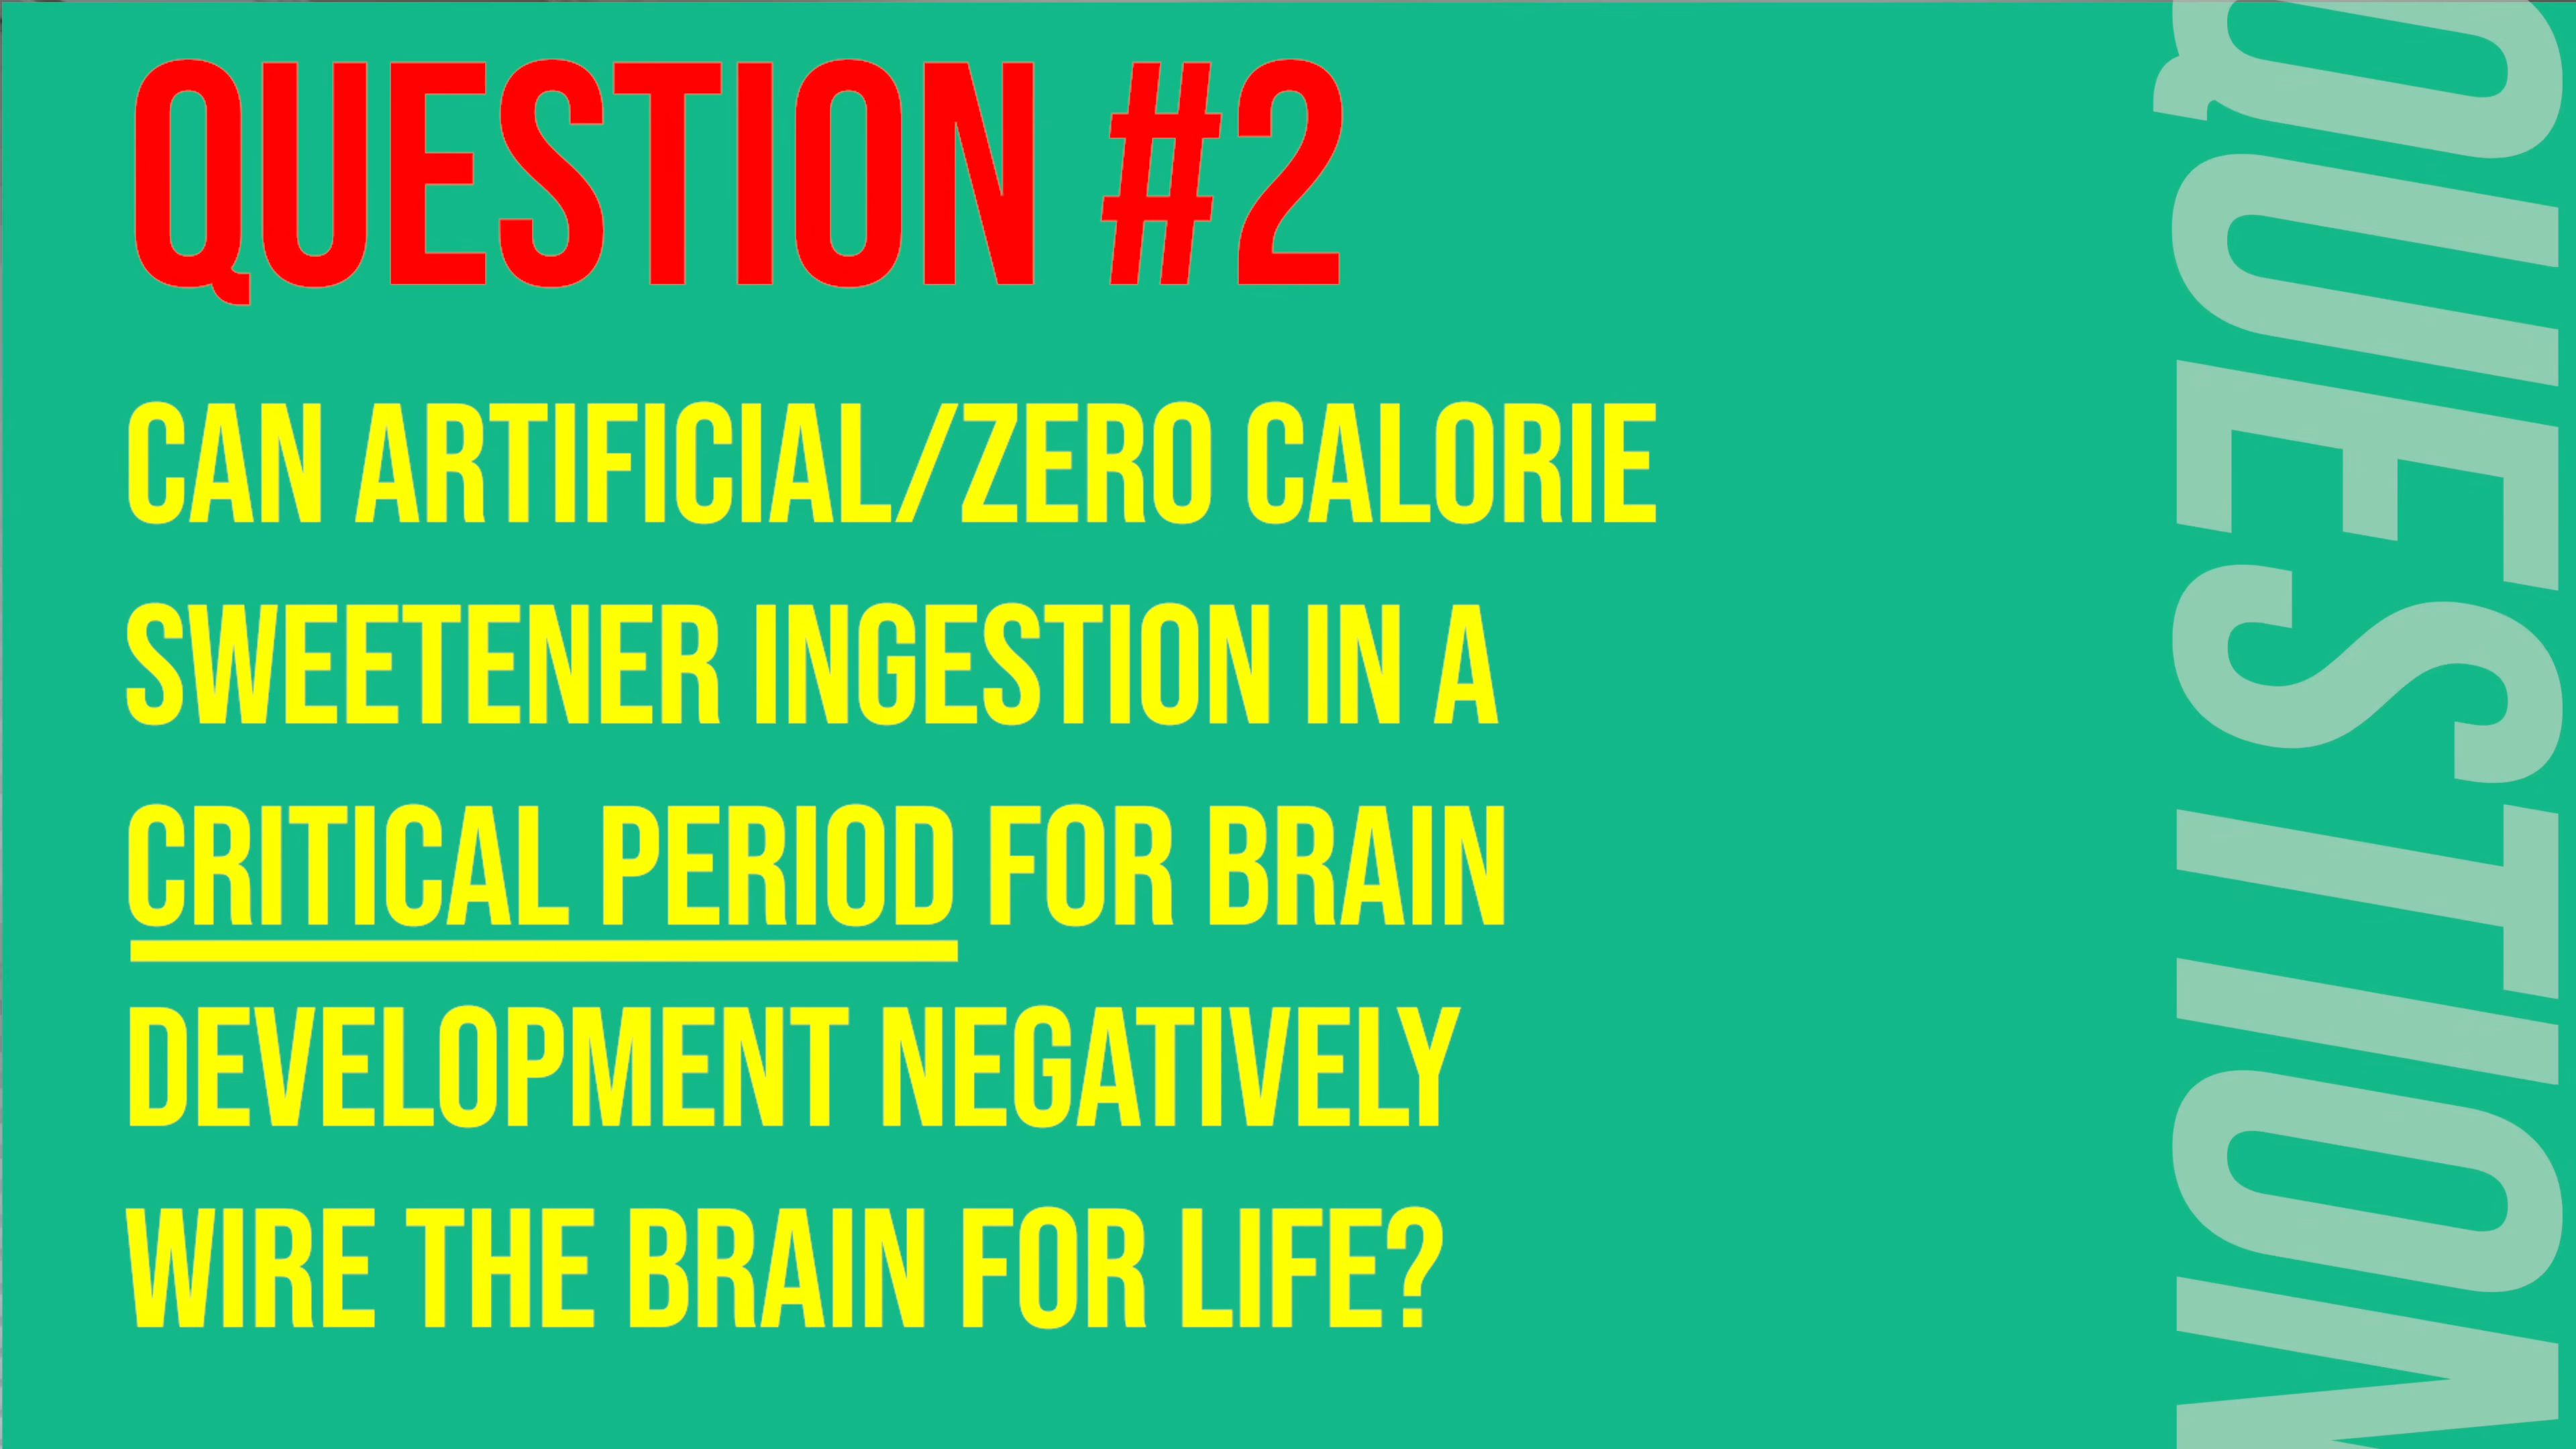 QUESTION #2
CAN ARTIFICIAL/ZERO CALORIE
SWEETENER INGESTION IN A
CRITICAL PERIOD FOR BRAIN
DEVELOPMENT NEGATIVELY
WIRE THE BRAIN FOR LIFE?
QUESTION